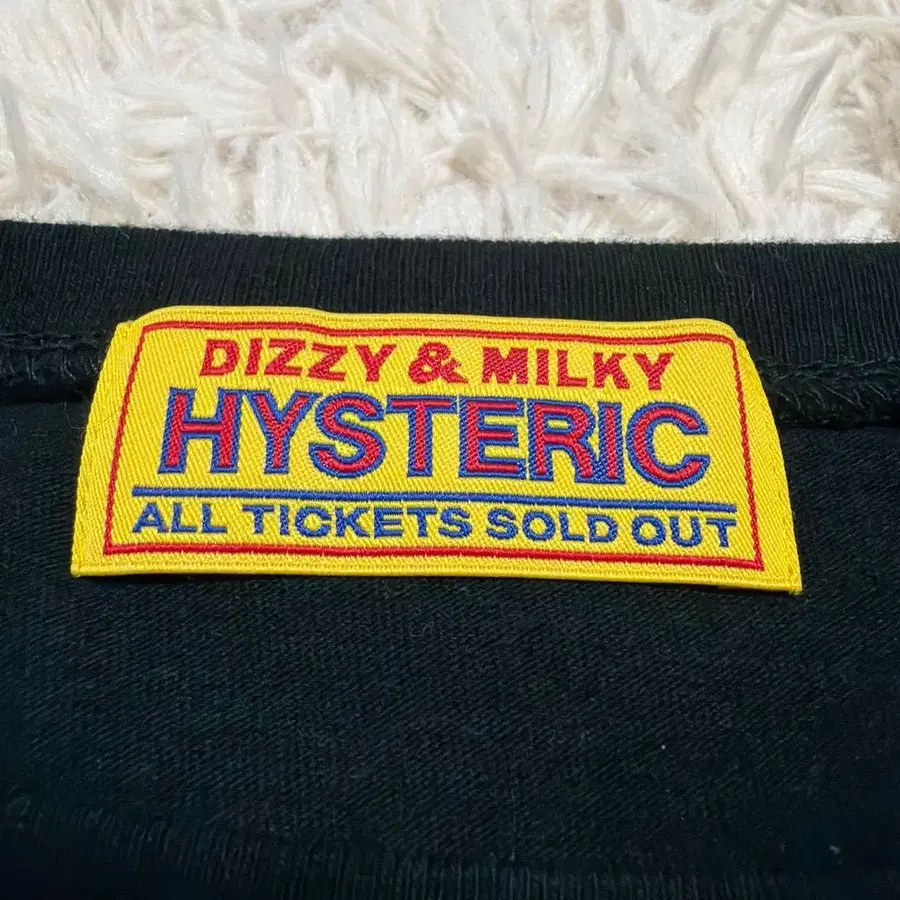 DIZZY & MILKY
HYSTERIC
ALL TICKETS SOLD OUT